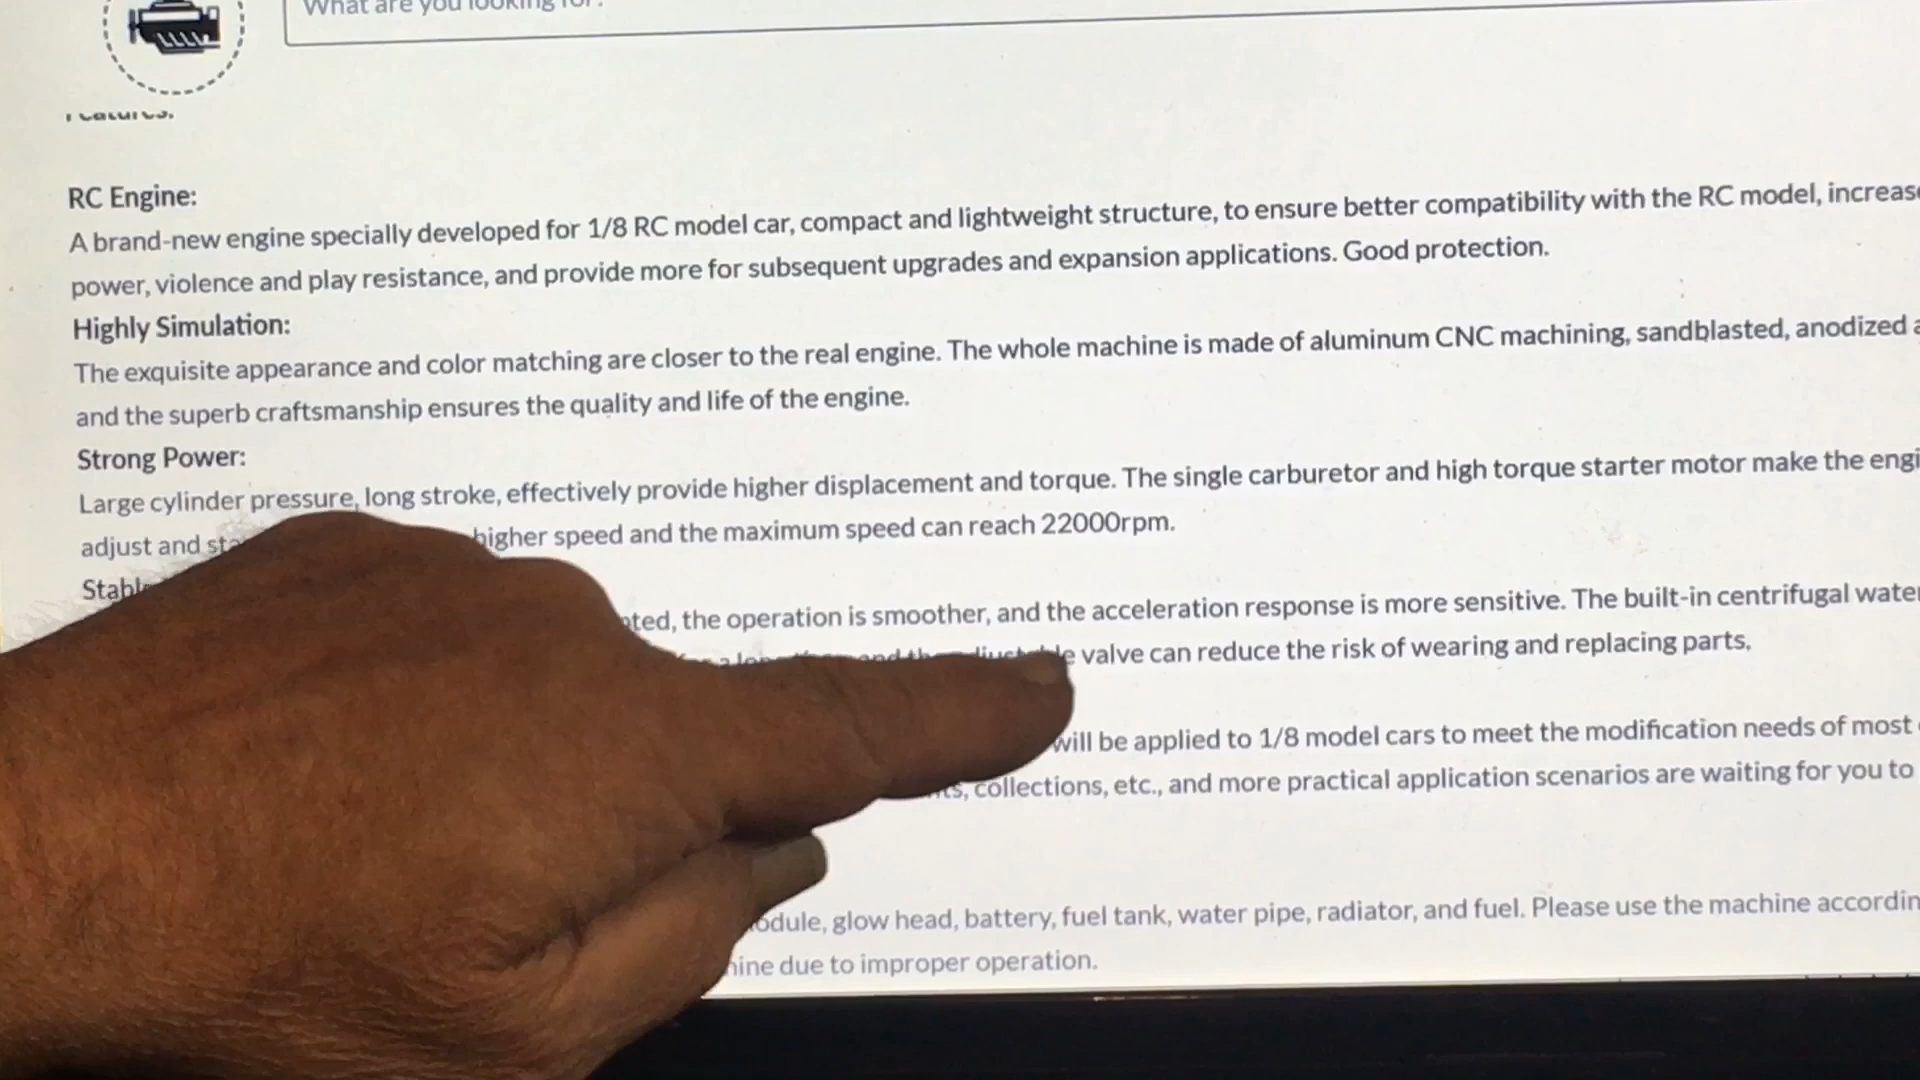 What are you looking for?
Features:
RC Engine:
A brand-new engine specially developed for 1/8 RC model car, compact and lightweight structure, to ensure better compatibility with the RC model, increase
power, violence and play resistance, and provide more for subsequent upgrades and expansion applications. Good protection.
Highly Simulation:
The exquisite appearance and color matching are closer to the real engine. The whole machine is made of aluminum CNC machining, sandblasted, anodized a
and the superb craftsmanship ensures the quality and life of the engine.
Strong Power:
Large cylinder pressure, long stroke, effectively provide higher displacement and torque. The single carburetor and high torque starter motor make the engi
adjust and sta higher speed and the maximum speed can reach 22000rpm.
Stabl
ted, the operation is smoother, and the acceleration response is more sensitive. The built-in centrifugal water
valve can reduce the risk of wearing and replacing parts.
will be applied to 1/8 model cars to meet the modification needs of most
ts, collections, etc., and more practical application scenarios are waiting for you to
odule, glow head, battery, fuel tank, water pipe, radiator, and fuel. Please use the machine accordin
hine due to improper operation.